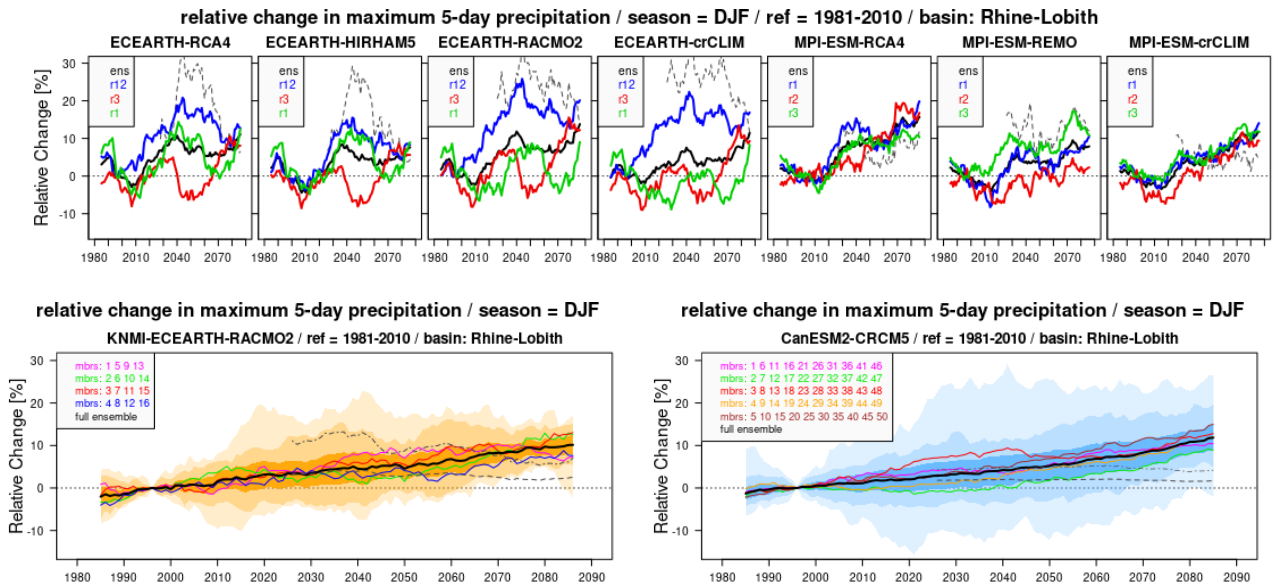 relative change in maximum 5-day precipitation / season = DJF / ref = 1981-2010 / basin: Rhine-Lobith
ECEARTH-RCA4 ECEARTH-HIRHAM5 ECEARTH-RACMO2 ECEARTH-crCLIM MPI-ESM-RCA4 MPI-ESM-REMO MPI-ESM-crCLIM
Relative Change [%]
30
20
10
0
-10
ens ens ens ens ens ens ens
r12 r12 r12 r12 r1 r1 r1
r3 r3 r3 r3 r2 r2 r2
r1 r1 r1 r1 r3 r3 r3
1980 2010 2040 2070 1980 2010 2040 2070 1980 2010 2040 2070 1980 2010 2040 2070 1980 2010 2040 2070 1980 2010 2040 2070 1980 2010 2040 2070
relative change in maximum 5-day precipitation / season = DJF
KNMI-ECEARTH-RACMO2 / ref = 1981-2010 / basin: Rhine-Lobith
Relative Change [%]
30
20
10
0
-10
mbrs: 1 5 9 13
mbrs: 2 6 10 14
mbrs: 3 7 11 15
mbrs: 4 8 12 16
full ensemble
1980 1990 2000 2010 2020 2030 2040 2050 2060 2070 2080 2090
relative change in maximum 5-day precipitation / season = DJF
CanESM2-CRCM5 / ref = 1981-2010 / basin: Rhine-Lobith
Relative Change [%]
30
20
10
0
-10
mbrs: 1 6 11 16 21 26 31 36 41 46
mbrs: 2 7 12 17 22 27 32 37 42 47
mbrs: 3 8 13 18 23 28 33 38 43 48
mbrs: 4 9 14 19 24 29 34 39 44 49
mbrs: 5 10 15 20 25 30 35 40 45 50
full ensemble
1980 1990 2000 2010 2020 2030 2040 2050 2060 2070 2080 2090